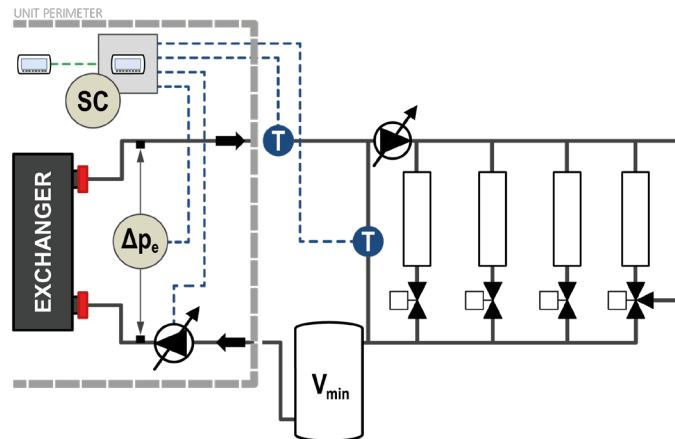 UNIT PERIMETER
SC
T
T
EXCHANGER
Δpₑ
Vₘᵢₙ